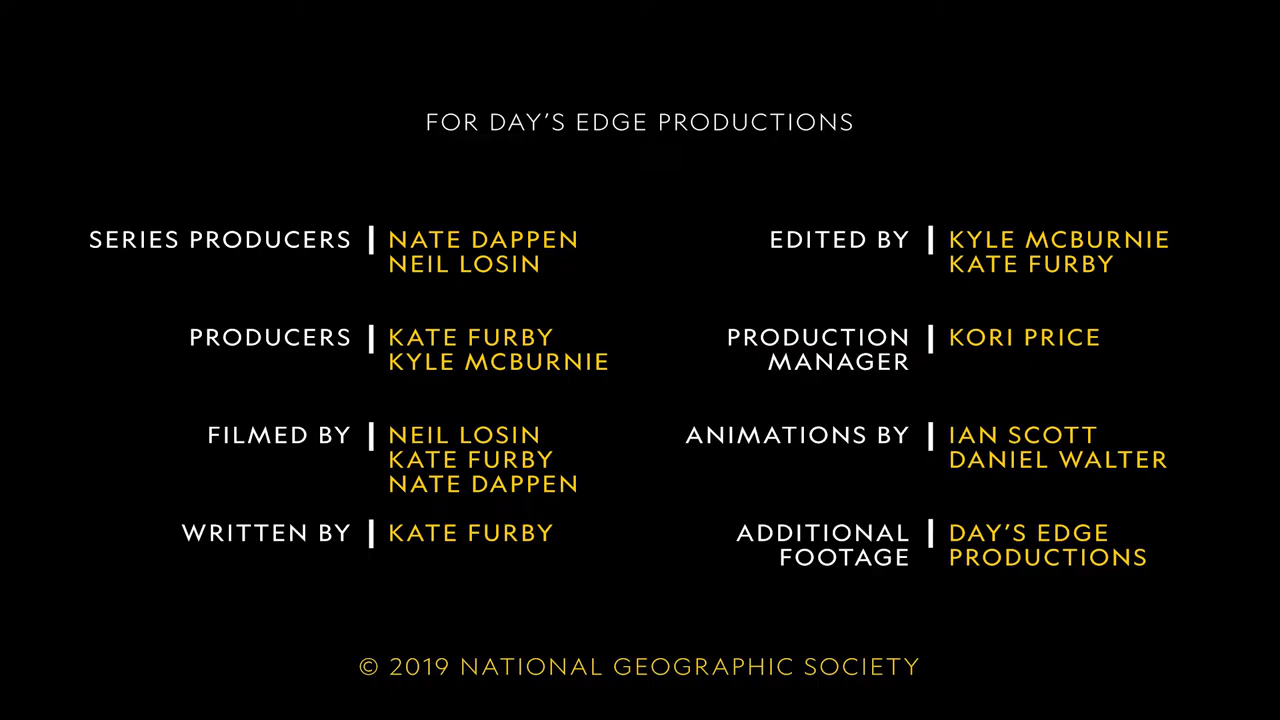 FOR DAY'S EDGE PRODUCTIONS
SERIES PRODUCERS | NATE DAPPEN
NEIL LOSIN
PRODUCERS | KATE FURBY
KYLE MCBURNIE
FILMED BY | NEIL LOSIN
KATE FURBY
NATE DAPPEN
WRITTEN BY | KATE FURBY
EDITED BY | KYLE MCBURNIE
KATE FURBY
PRODUCTION | KORI PRICE
MANAGER
ANIMATIONS BY | IAN SCOTT
DANIEL WALTER
ADDITIONAL | DAY'S EDGE
FOOTAGE PRODUCTIONS
© 2019 NATIONAL GEOGRAPHIC SOCIETY